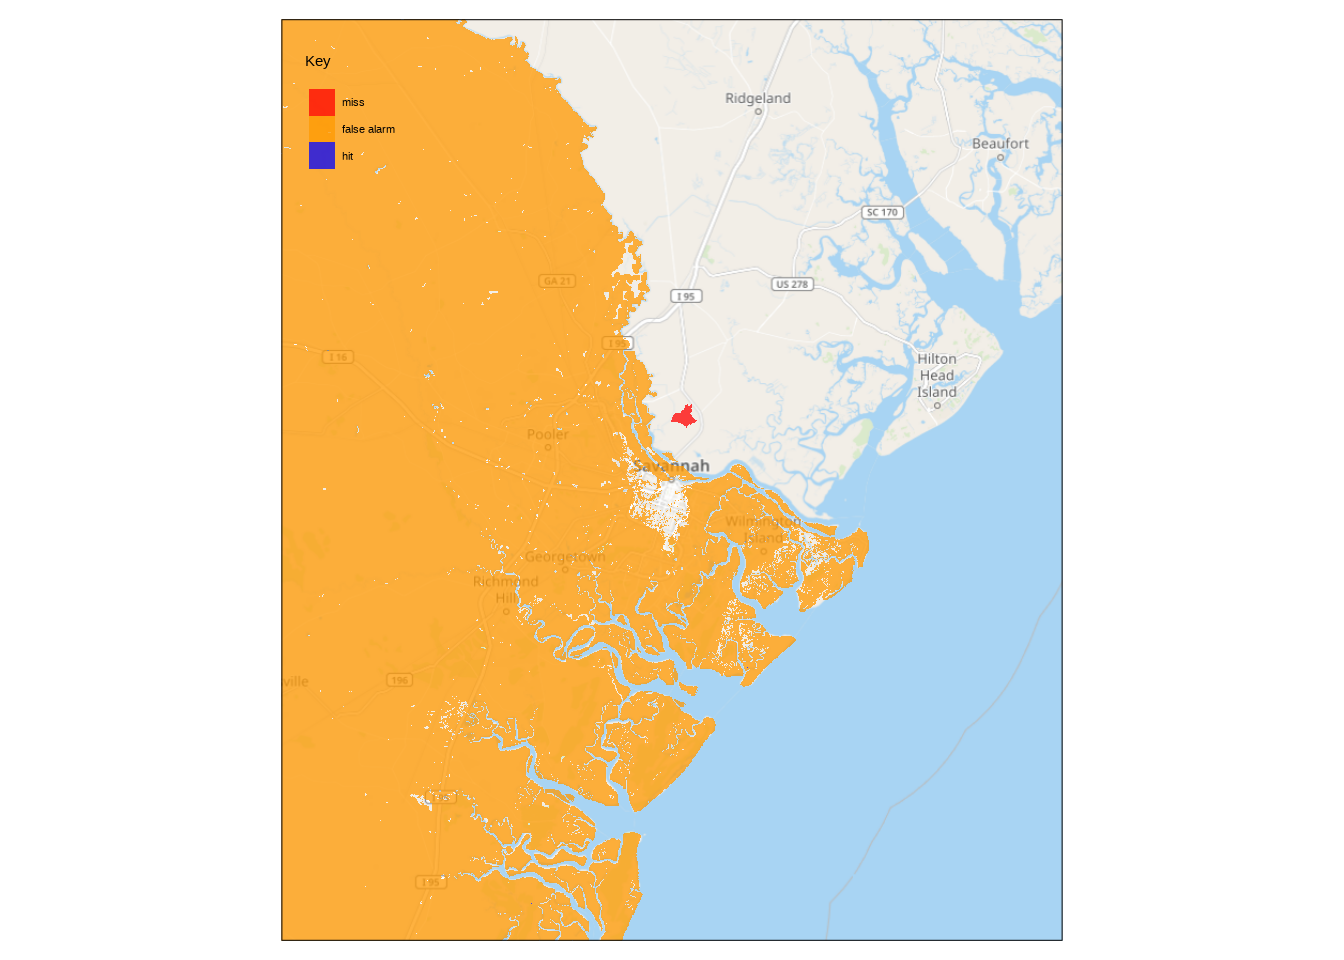 Key
miss
false alarm
hit
Ridgeland
Beaufort
SC 170
GA 21
US 278
I 95
I 95
I 16
Hilton
Head
Island
Pooler
Savannah
Wilmington
Island
Georgetown
Richmond
Hill
ville
196
I 95